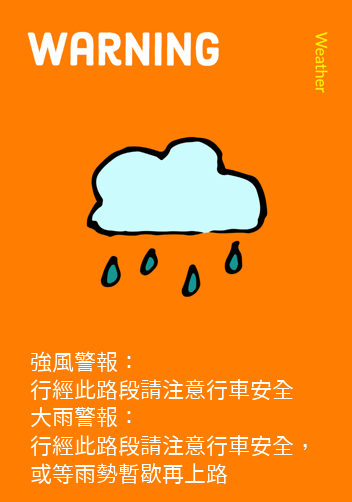 WARNING
Weather
強風警報：
行經此路段請注意行車安全
大雨警報：
行經此路段請注意行車安全，
或等雨勢暫歇再上路